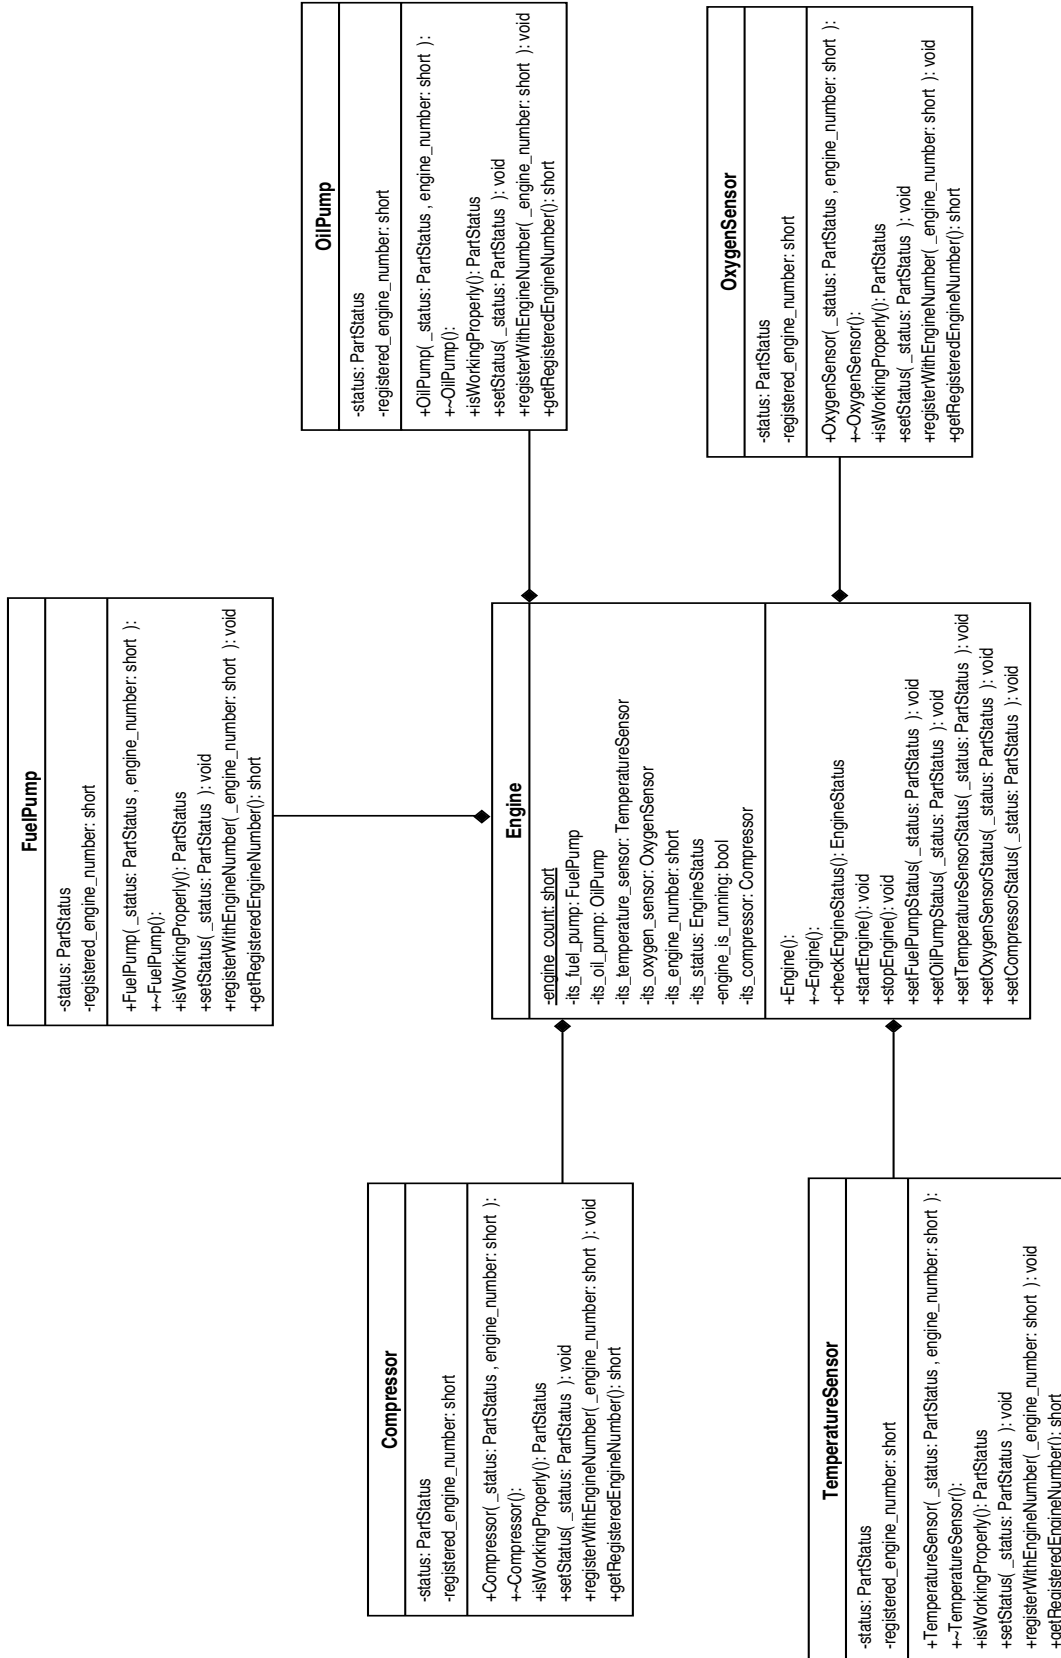 FuelPump
-status: PartStatus
-registered_engine_number: short
+FuelPump( _status: PartStatus , engine_number: short ):
+~FuelPump():
+isWorkingProperly(): PartStatus
+setStatus( _status: PartStatus ): void
+registerWithEngineNumber( _engine_number: short ): void
+getRegisteredEngineNumber(): short
Compressor
-status: PartStatus
-registered_engine_number: short
+Compressor( _status: PartStatus , engine_number: short ):
+~Compressor():
+isWorkingProperly(): PartStatus
+setStatus( _status: PartStatus ): void
+registerWithEngineNumber( _engine_number: short ): void
+getRegisteredEngineNumber(): short
Engine
-engine_count: short
-its_fuel_pump: FuelPump
-its_oil_pump: OilPump
-its_temperature_sensor: TemperatureSensor
-its_oxygen_sensor: OxygenSensor
-its_engine_number: short
-its_status: EngineStatus
-engine_is_running: bool
-its_compressor: Compressor
+Engine():
+~Engine():
+checkEngineStatus(): EngineStatus
+startEngine(): void
+stopEngine(): void
+setFuelPumpStatus( _status: PartStatus ): void
+setOilPumpStatus( _status: PartStatus ): void
+setTemperatureSensorStatus( _status: PartStatus ): void
+setOxygenSensorStatus( _status: PartStatus ): void
+setCompressorStatus( _status: PartStatus ): void
OilPump
-status: PartStatus
-registered_engine_number: short
+OilPump( _status: PartStatus , engine_number: short ):
+~OilPump():
+isWorkingProperly(): PartStatus
+setStatus( _status: PartStatus ): void
+registerWithEngineNumber( _engine_number: short ): void
+getRegisteredEngineNumber(): short
TemperatureSensor
-status: PartStatus
-registered_engine_number: short
+TemperatureSensor( _status: PartStatus , engine_number: short ):
+~TemperatureSensor():
+isWorkingProperly(): PartStatus
+setStatus( _status: PartStatus ): void
+registerWithEngineNumber( _engine_number: short ): void
+getRegisteredEngineNumber(): short
OxygenSensor
-status: PartStatus
-registered_engine_number: short
+OxygenSensor( _status: PartStatus , engine_number: short ):
+~OxygenSensor():
+isWorkingProperly(): PartStatus
+setStatus( _status: PartStatus ): void
+registerWithEngineNumber( _engine_number: short ): void
+getRegisteredEngineNumber(): short